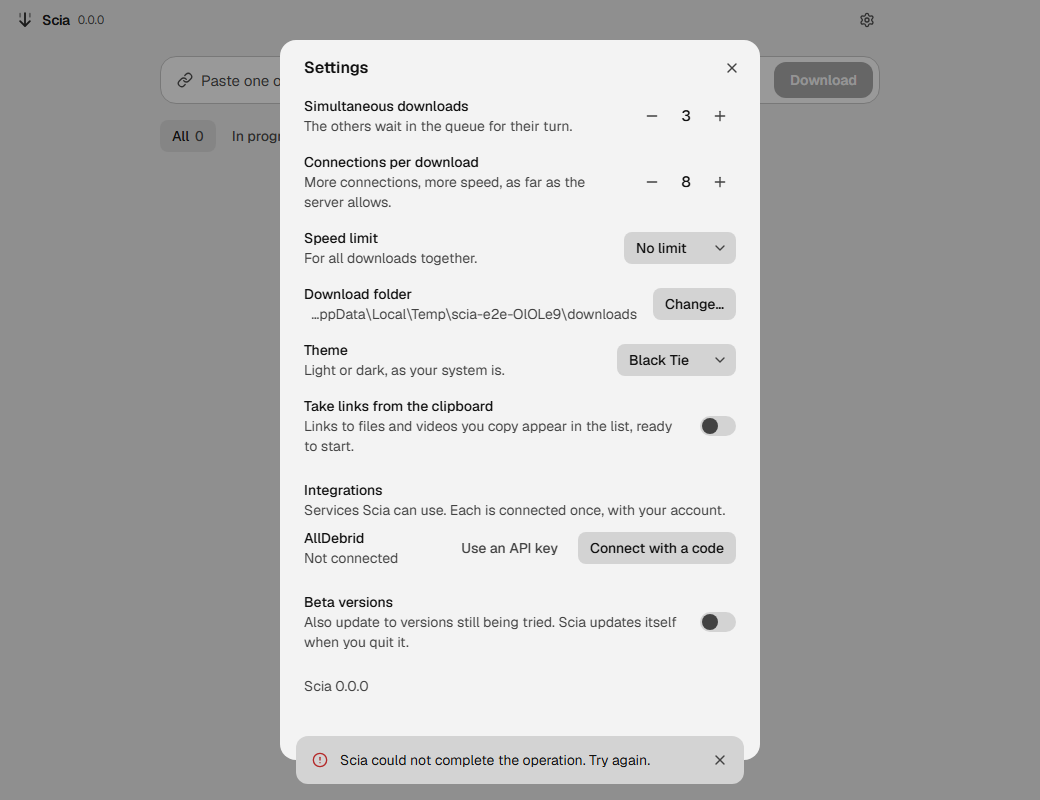 Scia 0.0.0
Settings
Paste one o
Download
All 0 In progr
Simultaneous downloads
The others wait in the queue for their turn.
3
Connections per download
More connections, more speed, as far as the
server allows.
8
Speed limit
For all downloads together.
No limit
Download folder
…ppData\Local\Temp\scia-e2e-OlOLe9\downloads
Change…
Theme
Light or dark, as your system is.
Black Tie
Take links from the clipboard
Links to files and videos you copy appear in the list, ready
to start.
Integrations
Services Scia can use. Each is connected once, with your account.
AllDebrid
Not connected
Use an API key
Connect with a code
Beta versions
Also update to versions still being tried. Scia updates itself
when you quit it.
Scia 0.0.0
Scia could not complete the operation. Try again.